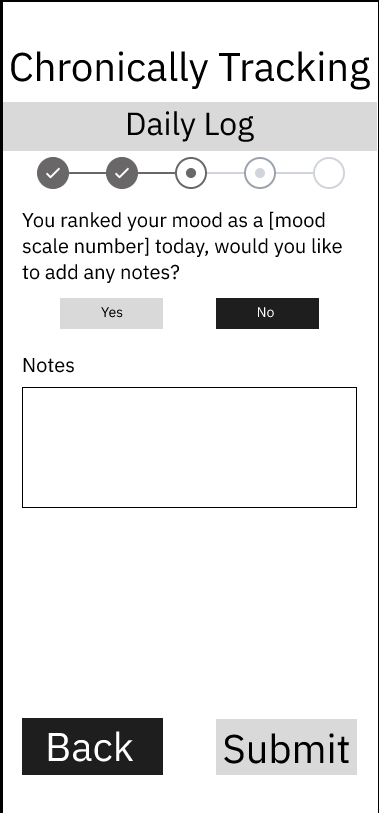 Chronically Tracking
Daily Log
You ranked your mood as a [mood
scale number] today, would you like
to add any notes?
Yes
No
Notes
Back
Submit